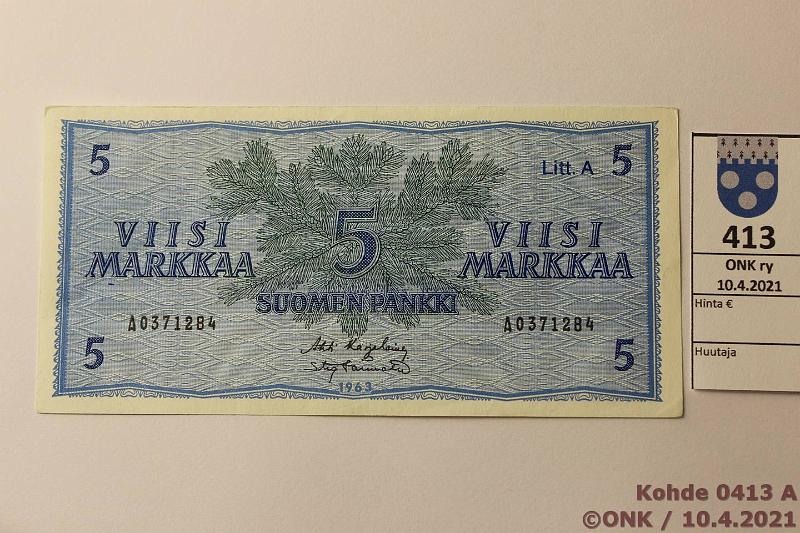 5
Litt. A
5
VIISI
MARKKAA
5
VIISI
MARKKAA
SUOMEN PANKKI
A0371284
A0371284
5
5
1963
413
ONK ry
10.4.2021
Hinta €
Huutaja
Kohde 0413 A
©ONK / 10.4.2021